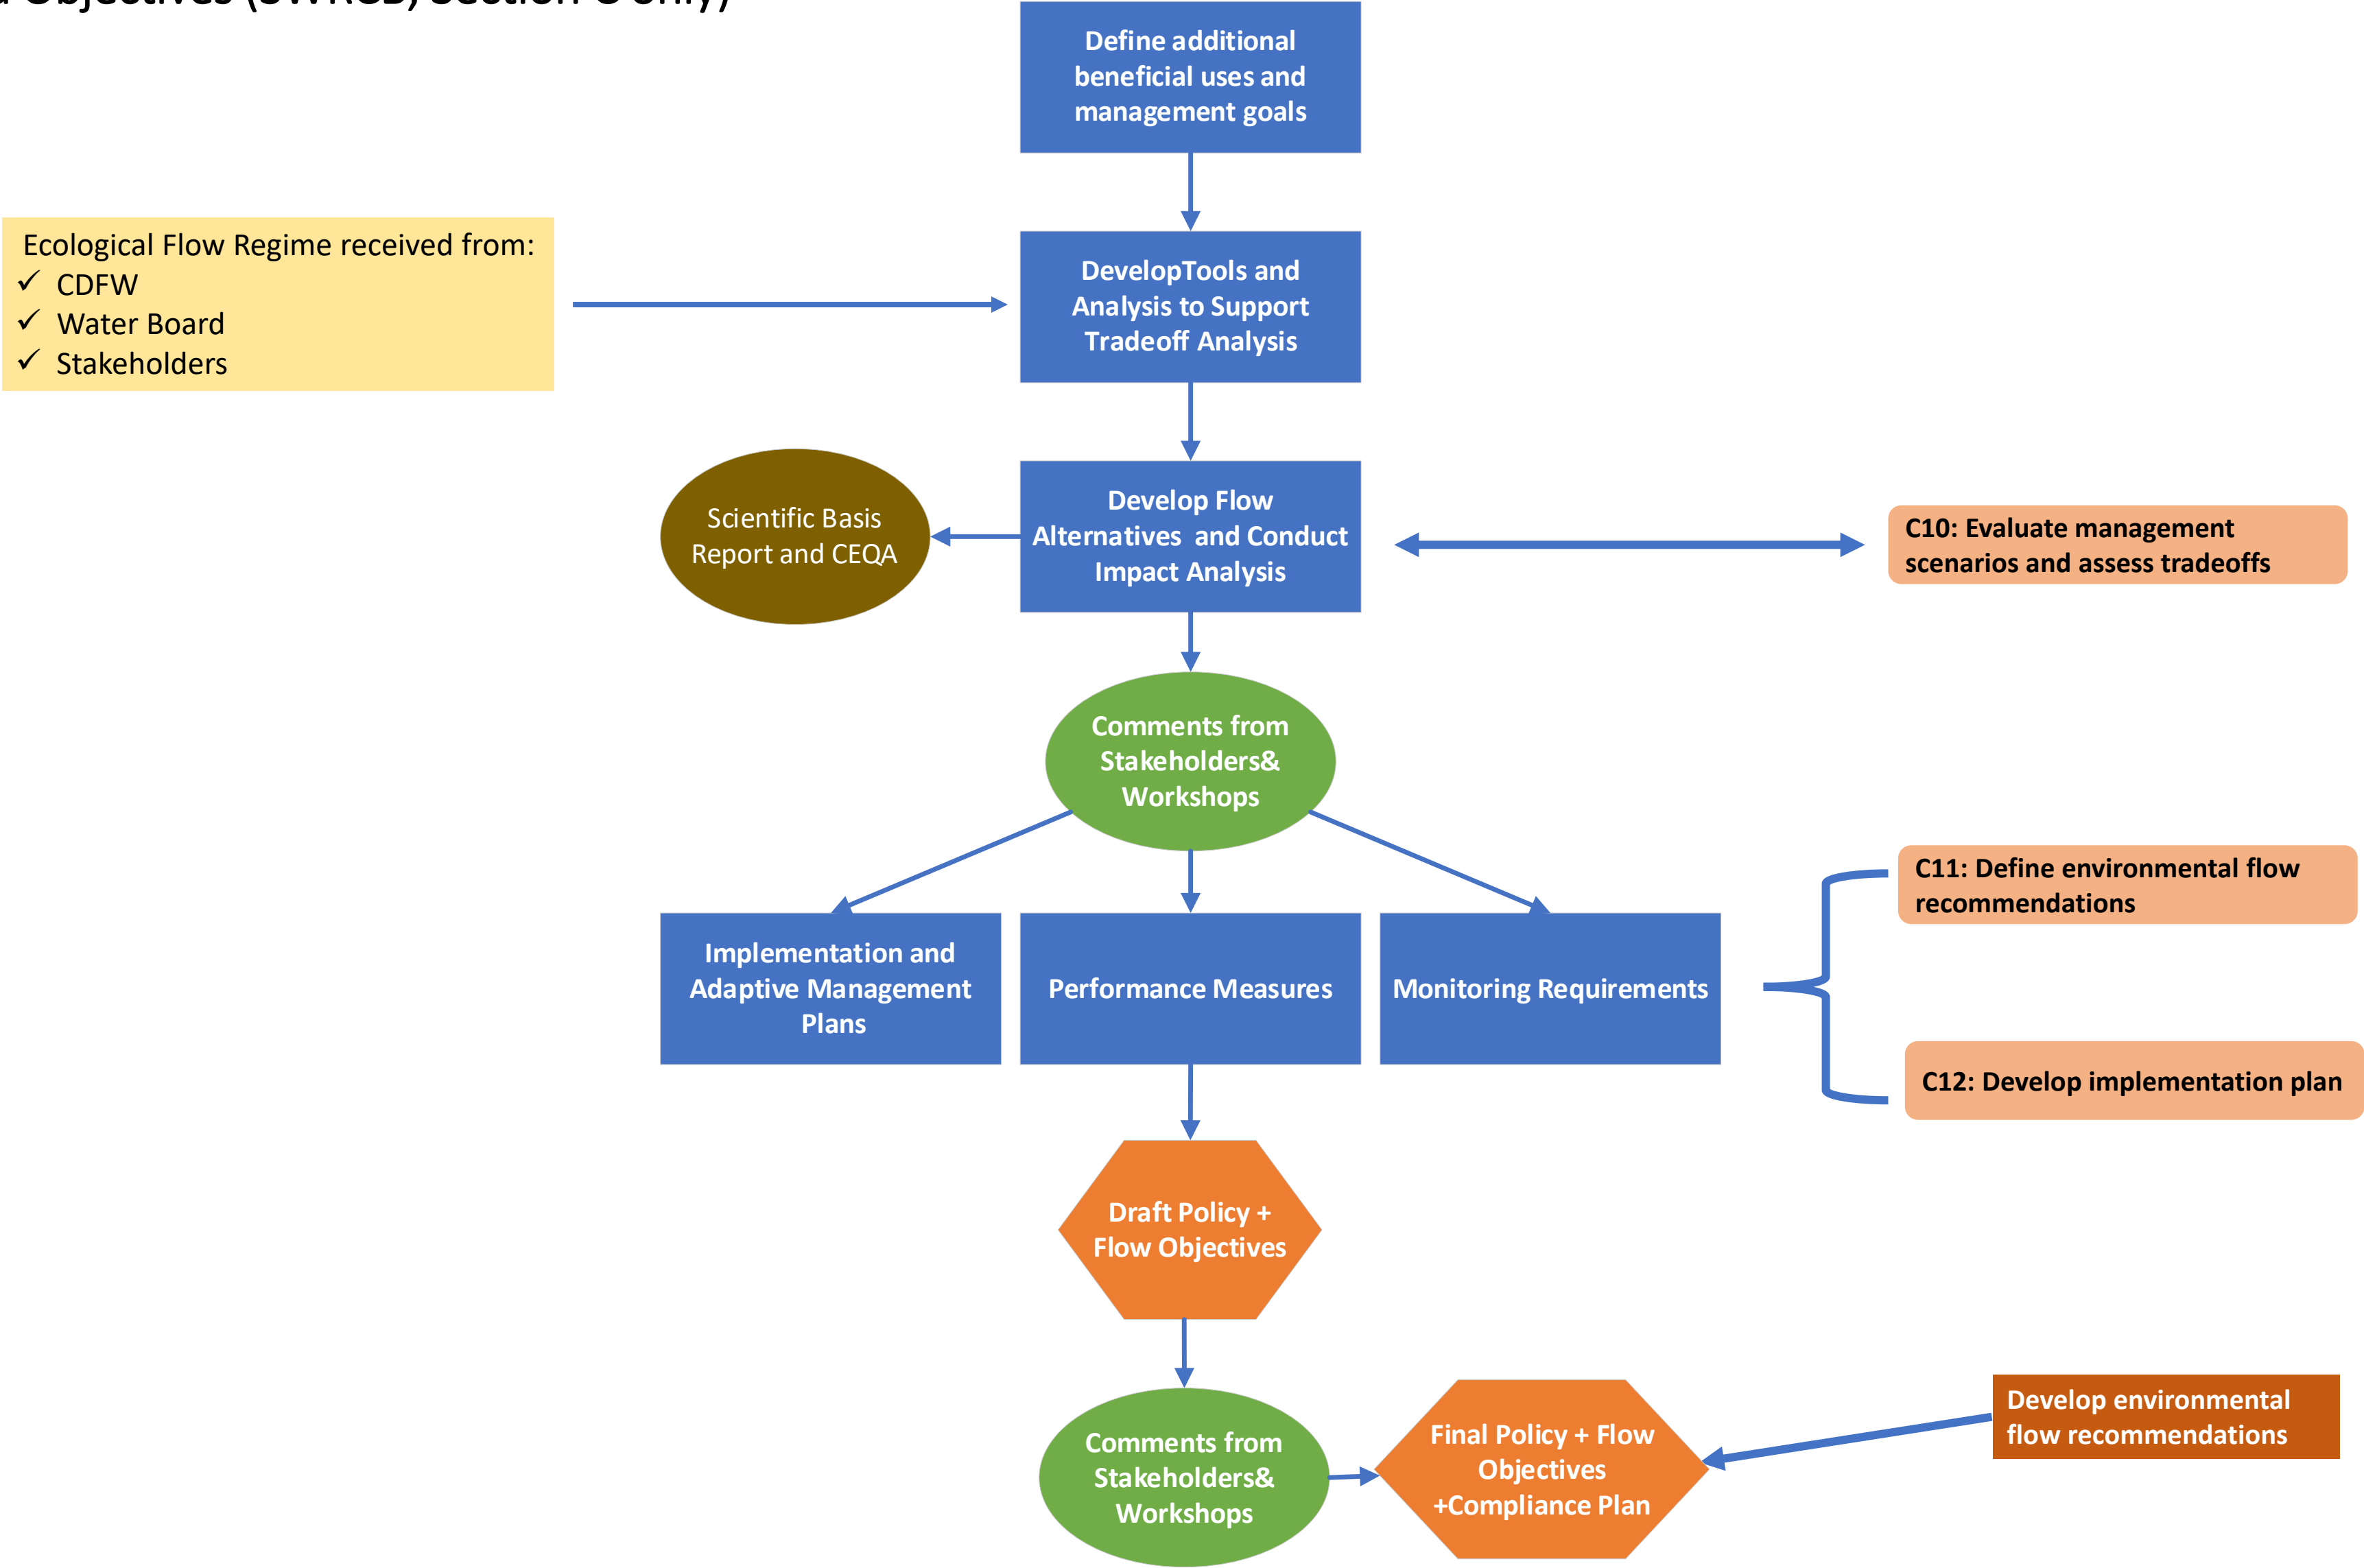 Objectives (SWRCB, Section C only)
Define additional
beneficial uses and
management goals
Ecological Flow Regime received from:
✓ CDFW
✓ Water Board
✓ Stakeholders
DevelopTools and
Analysis to Support
Tradeoff Analysis
Scientific Basis
Report and CEQA
Develop Flow
Alternatives and Conduct
Impact Analysis
C10: Evaluate management
scenarios and assess tradeoffs
Comments from
Stakeholders&
Workshops
Implementation and
Adaptive Management
Plans
Performance Measures
Monitoring Requirements
C11: Define environmental flow
recommendations
C12: Develop implementation plan
Draft Policy +
Flow Objectives
Comments from
Stakeholders&
Workshops
Final Policy + Flow
Objectives
+Compliance Plan
Develop environmental
flow recommendations